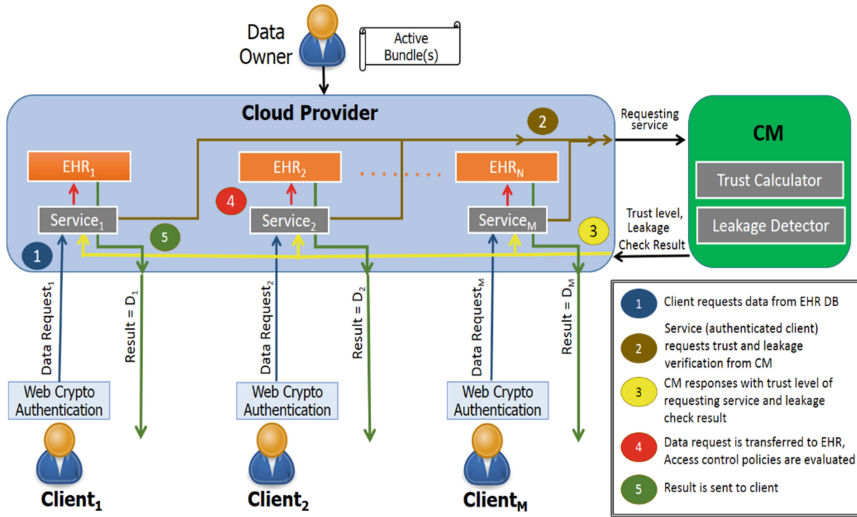 Data
Owner
Active
Bundle(s)
Cloud Provider
2
Requesting
service
CM
EHR1
EHR2
EHRN
Trust Calculator
4
Service1
Service2
ServiceM
Trust level,
Leakage
Check Result
Leakage Detector
5
3
1
Data Request1
Result = D1
Data Request2
Result = D2
Data RequestM
Result = DM
1 Client requests data from EHR DB
2 Service (authenticated client)
requests trust and leakage
verification from CM
3 CM responses with trust level of
requesting service and leakage
check result
4 Data request is transferred to EHR,
Access control policies are evaluated
5 Result is sent to client
Web Crypto
Authentication
Web Crypto
Authentication
Web Crypto
Authentication
Client1
Client2
ClientM